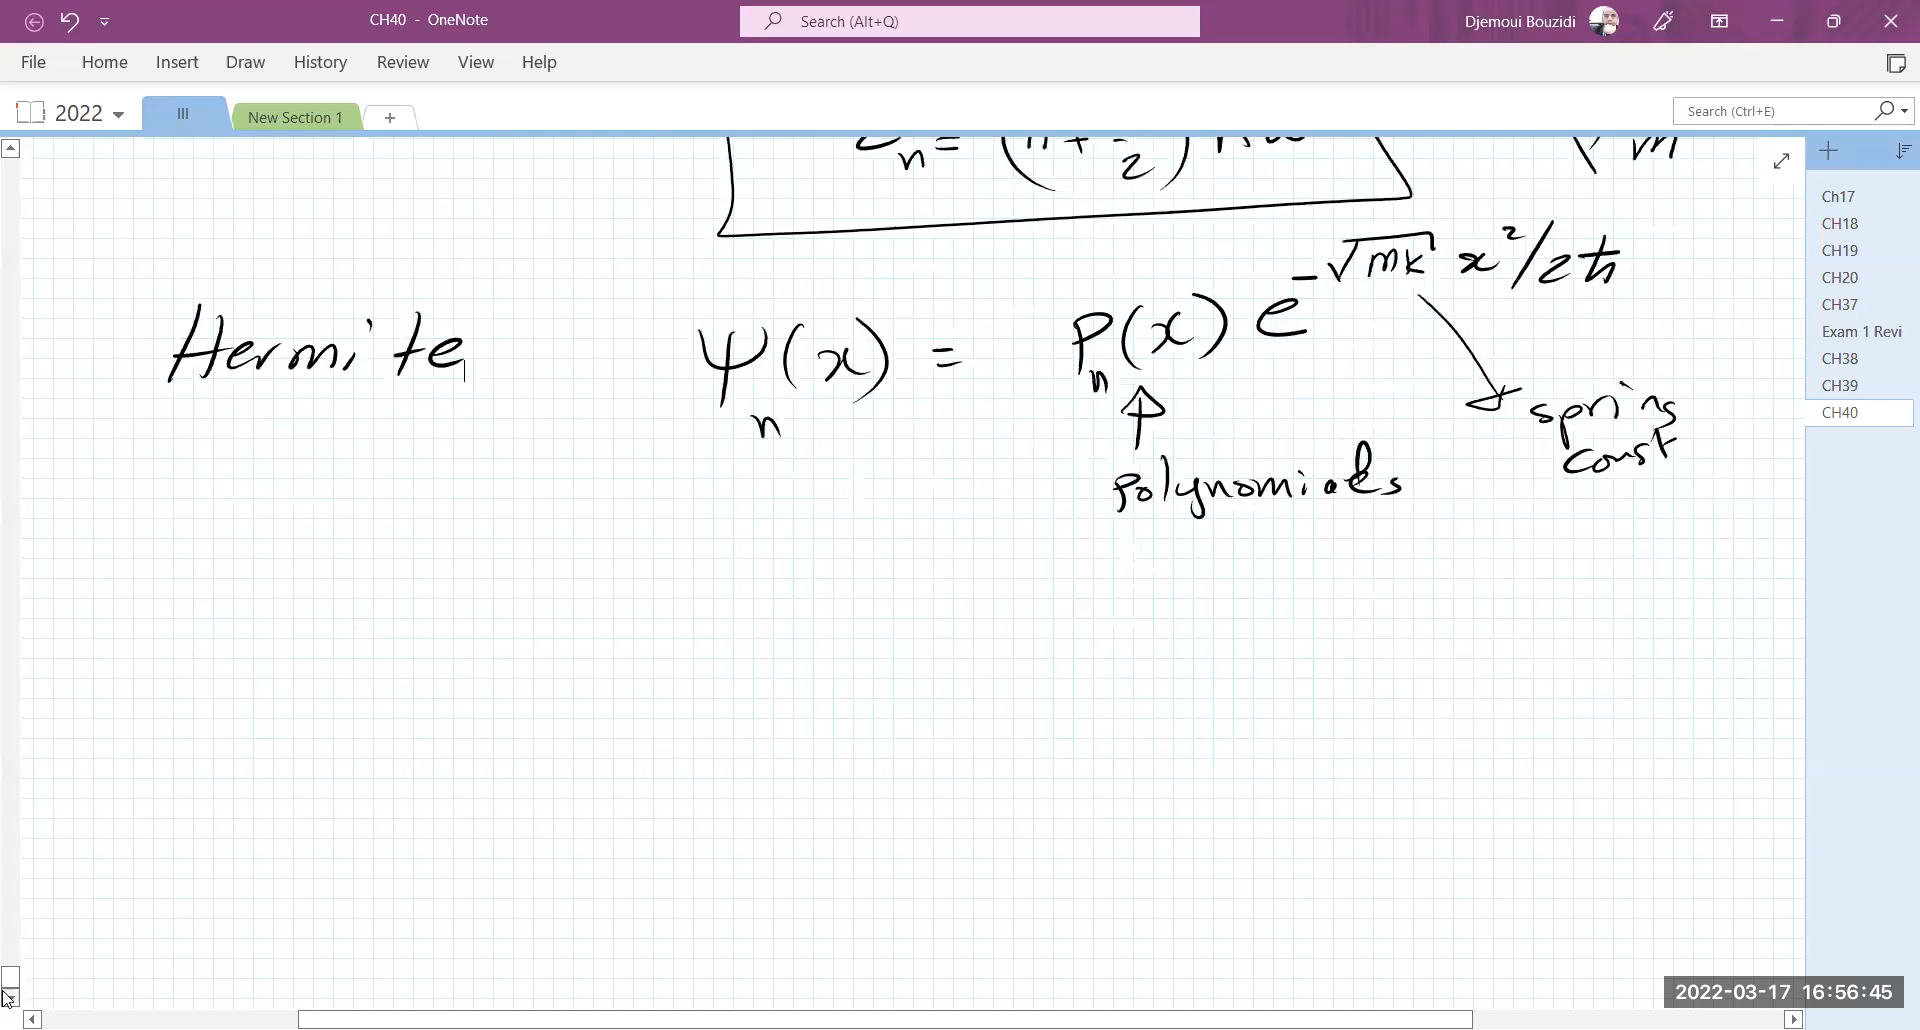 CH40 - OneNote
Search (Alt+Q)
Djemoui Bouzidi
File Home Insert Draw History Review View Help
2022
III
New Section 1
+
Search (Ctrl+E)
n = (n + /2)
m
Hermite
ψn(x) = Pn(x) e^-√mk x²/2ħ
spring
const
polynomials
Ch17
CH18
CH19
CH20
CH37
Exam 1 Revi
CH38
CH39
CH40
2022-03-17 16:56:45